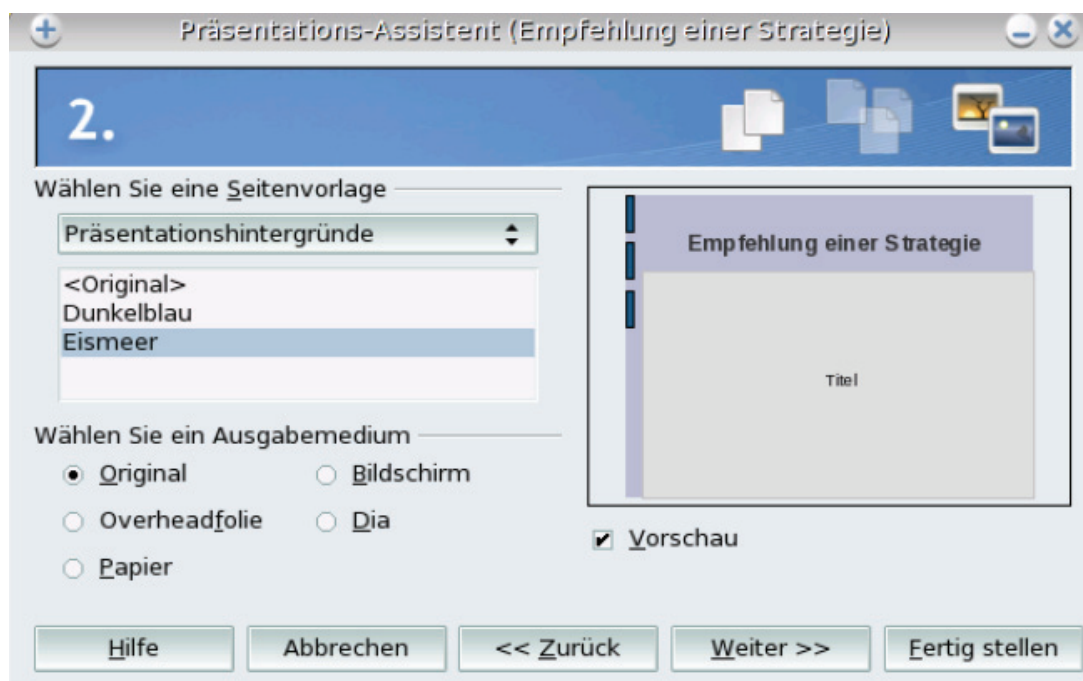 Präsentations-Assistent (Empfehlung einer Strategie)
2.
Wählen Sie eine Seitenvorlage
Präsentationshintergründe
<Original>
Dunkelblau
Eismeer
Empfehlung einer Strategie
Titel
Wählen Sie ein Ausgabemedium
Original
Bildschirm
Overheadfolie
Dia
Papier
Vorschau
Hilfe
Abbrechen
<< Zurück
Weiter >>
Fertig stellen